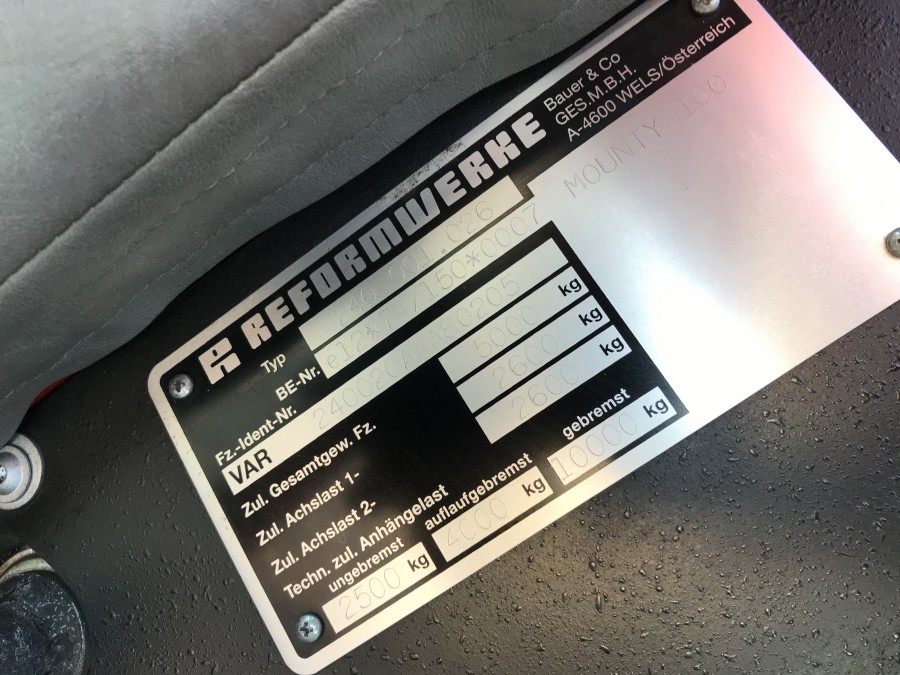 REFORMWERKE
Bauer & Co
GES.M.B.H.
A-4600 WELS/Österreich
Typ
MOUNTY 100
BE-Nr.
Fz.-Ident-Nr.
VAR
Zul. Gesamtgew. Fz. 5000 kg
Zul. Achslast 1- 2600 kg
Zul. Achslast 2- 2600 kg
Techn. zul. Anhängelast
ungebremst auflaufgebremst gebremst
2500 kg 4000 kg 10000 kg